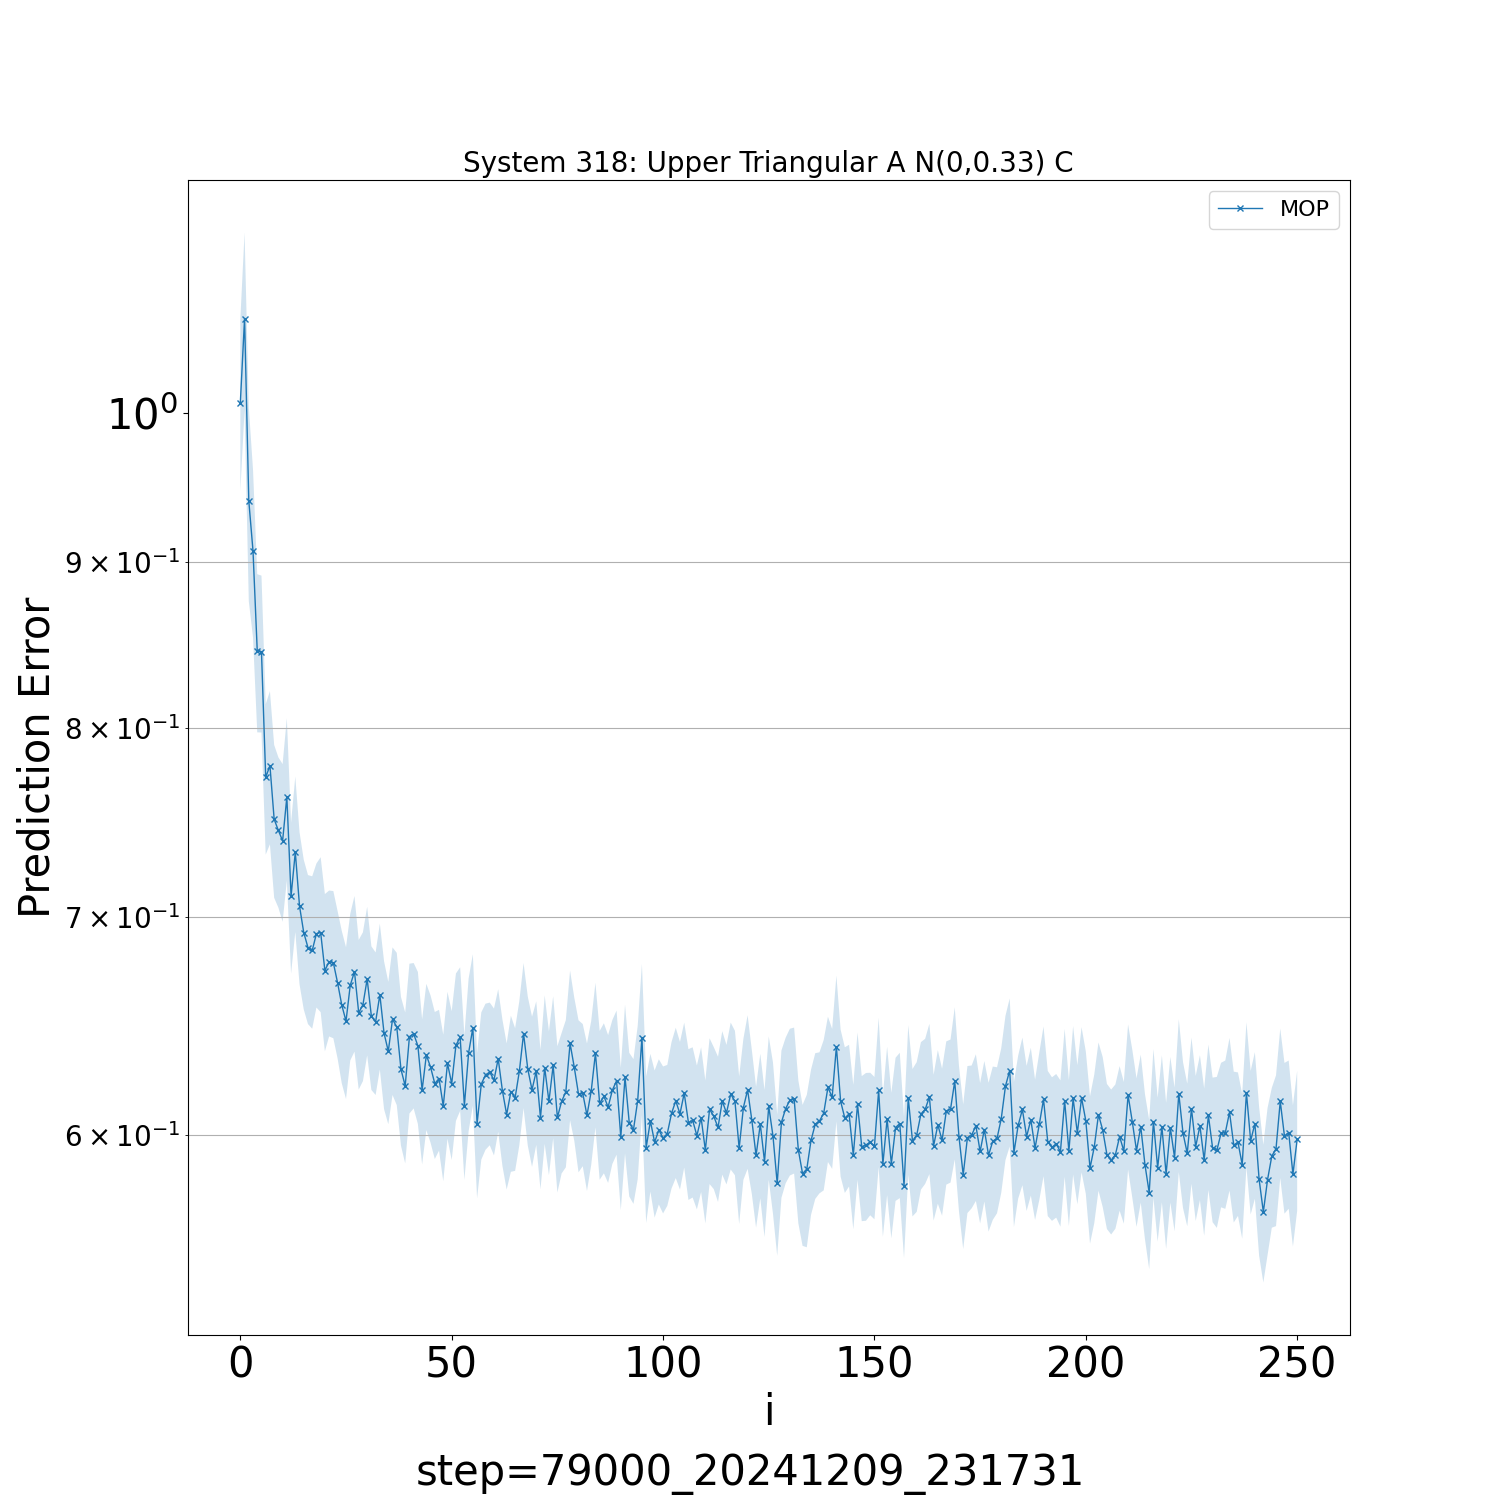 System 318: Upper Triangular A N(0,0.33) C
MOP
10⁰
9 × 10⁻¹
8 × 10⁻¹
7 × 10⁻¹
6 × 10⁻¹
Prediction Error
0 50 100 150 200 250
i
step=79000_20241209_231731